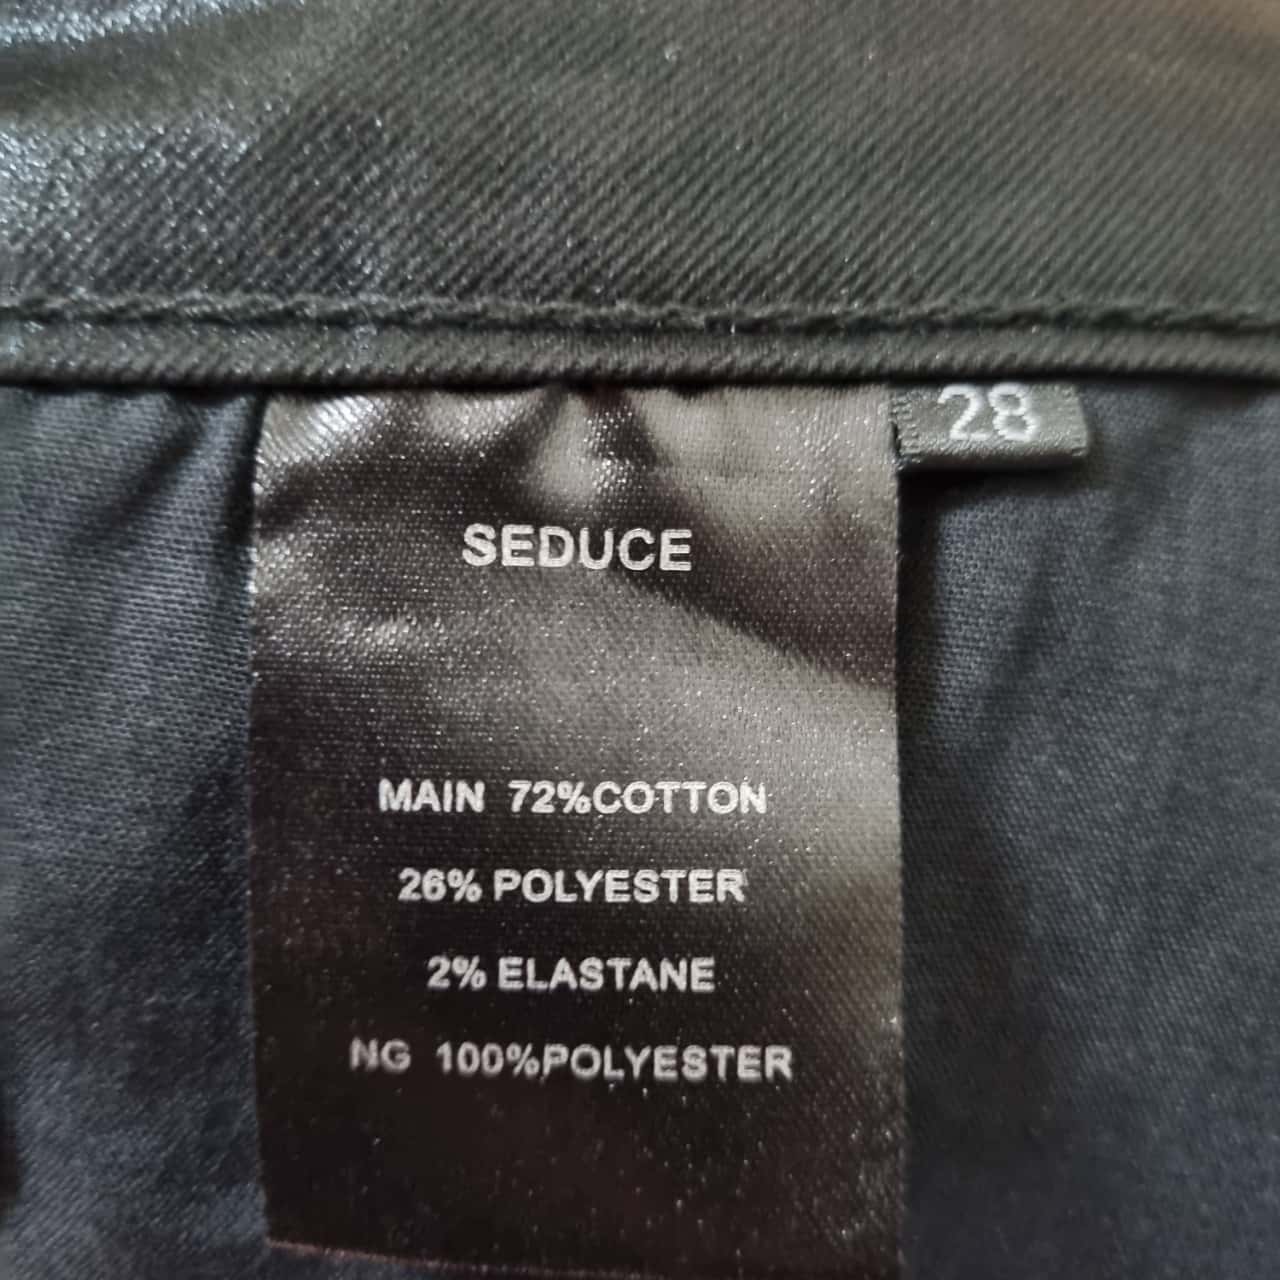 28
SEDUCE
MAIN 72%COTTON
26% POLYESTER
2% ELASTANE
NG 100%POLYESTER